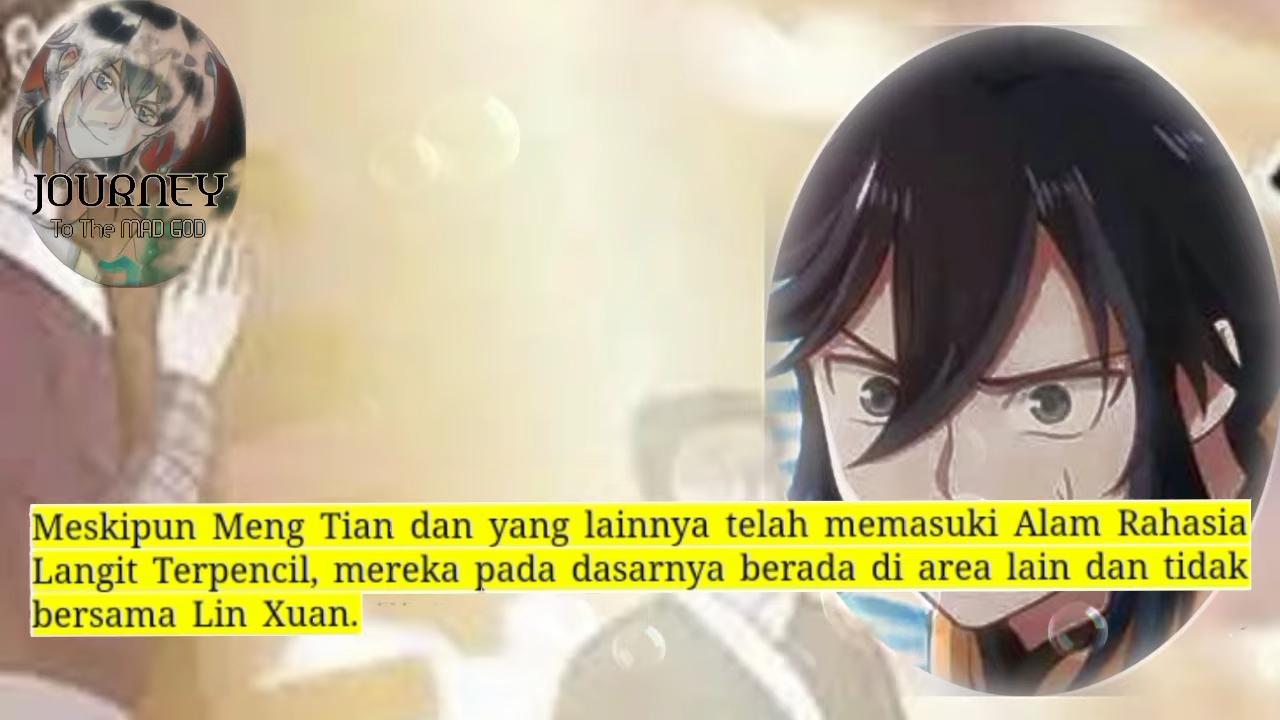 JOURNEY
To The MAD GOD
Meskipun Meng Tian dan yang lainnya telah memasuki Alam Rahasia
Langit Terpencil, mereka pada dasarnya berada di area lain dan tidak
bersama Lin Xuan.